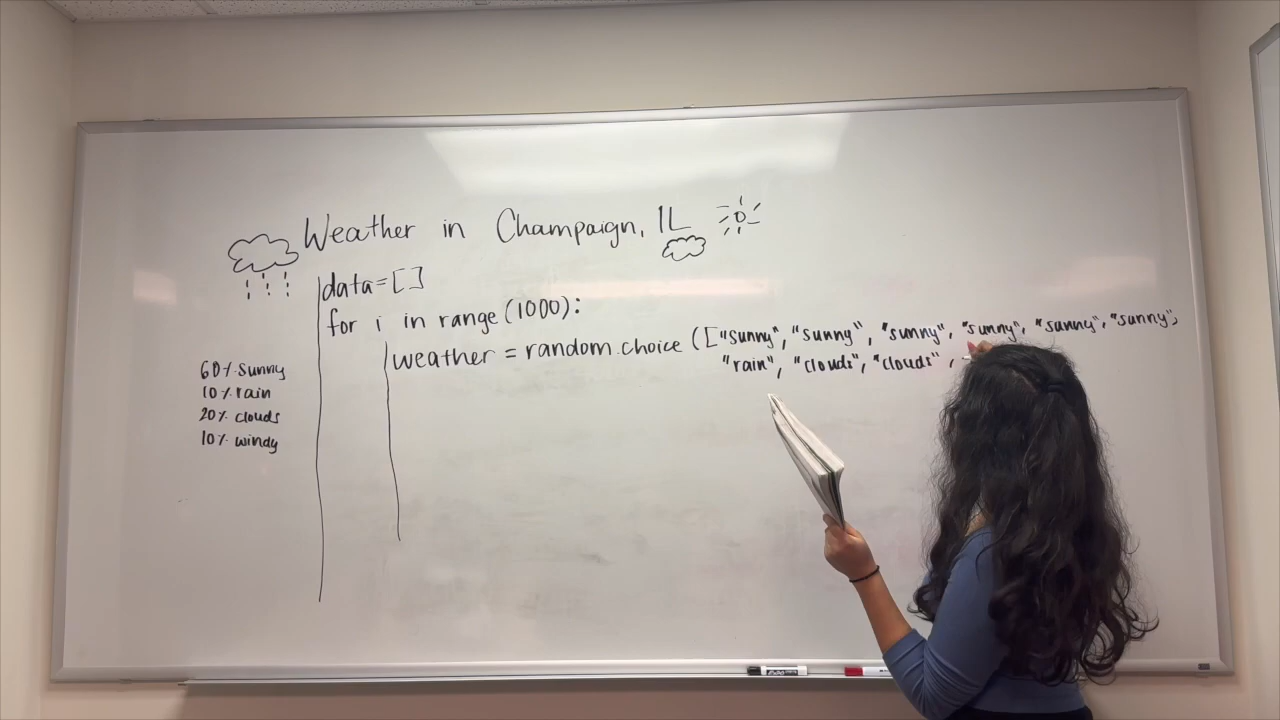 Weather in Champaign, IL
data=[]
for i in range (1000):
weather = random.choice (["sunny", "sunny", "sunny", "sunny", "sunny", "sunny",
"rain", "clouds", "clouds",
60% sunny
10% rain
20% clouds
10% windy